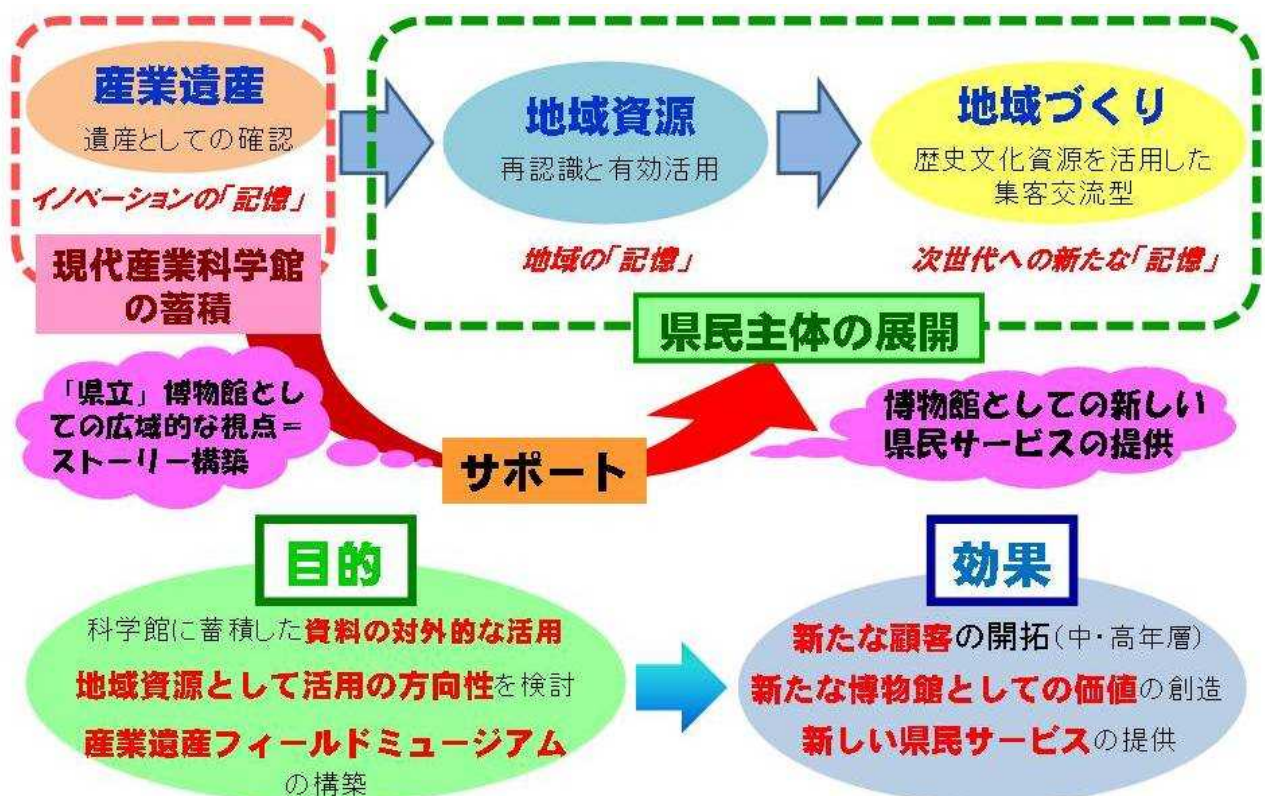 産業遺産
遺産としての確認
イノベーションの「記憶」
現代産業科学館
の蓄積
地域資源
再認識と有効活用
地域の「記憶」
地域づくり
歴史文化資源を活用した
集客交流型
次世代への新たな「記憶」
県民主体の展開
「県立」博物館とし
ての広域的な視点=
ストーリー構築
サポート
博物館としての新しい
県民サービスの提供
目的
科学館に蓄積した資料の対外的な活用
地域資源として活用の方向性を検討
産業遺産フィールドミュージアム
の構築
効果
新たな顧客の開拓(中・高年層)
新たな博物館としての価値の創造
新しい県民サービスの提供